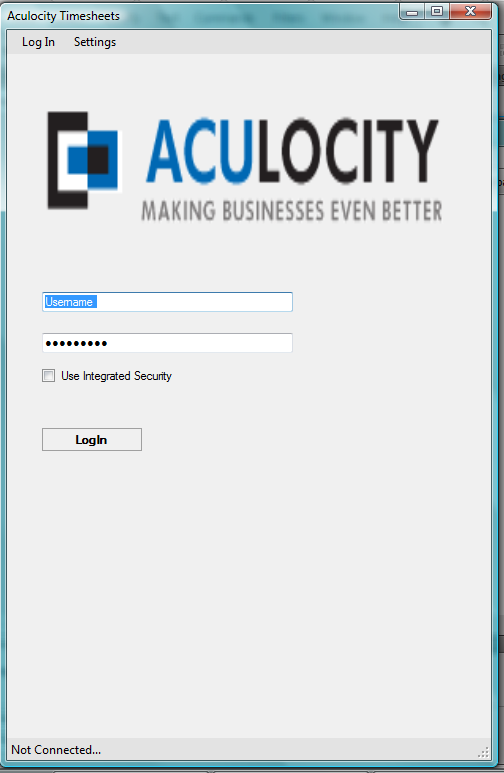 Aculocity Timesheets
Log In Settings
ACULOCITY
MAKING BUSINESSES EVEN BETTER
Username
•••••••••
Use Integrated Security
LogIn
Not Connected...